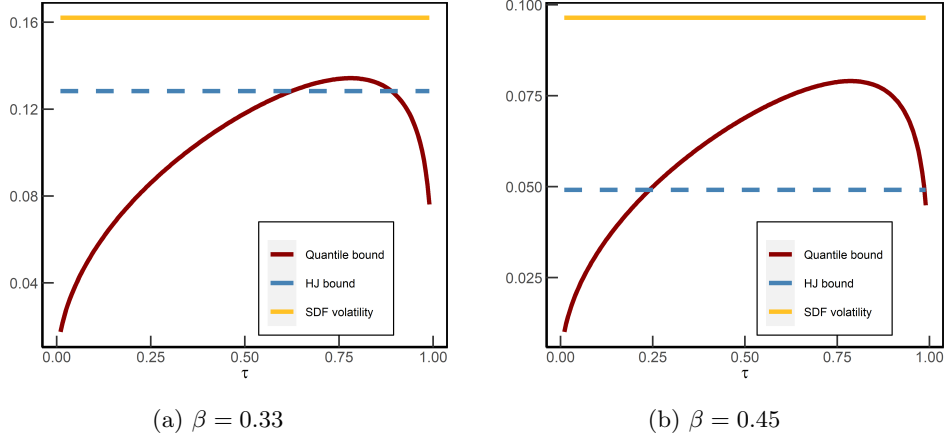 0.16
0.12
0.08
0.04
Quantile bound
HJ bound
SDF volatility
0.00 0.25 0.50 0.75 1.00
τ
(a) β = 0.33
0.100
0.075
0.050
0.025
Quantile bound
HJ bound
SDF volatility
0.00 0.25 0.50 0.75 1.00
τ
(b) β = 0.45